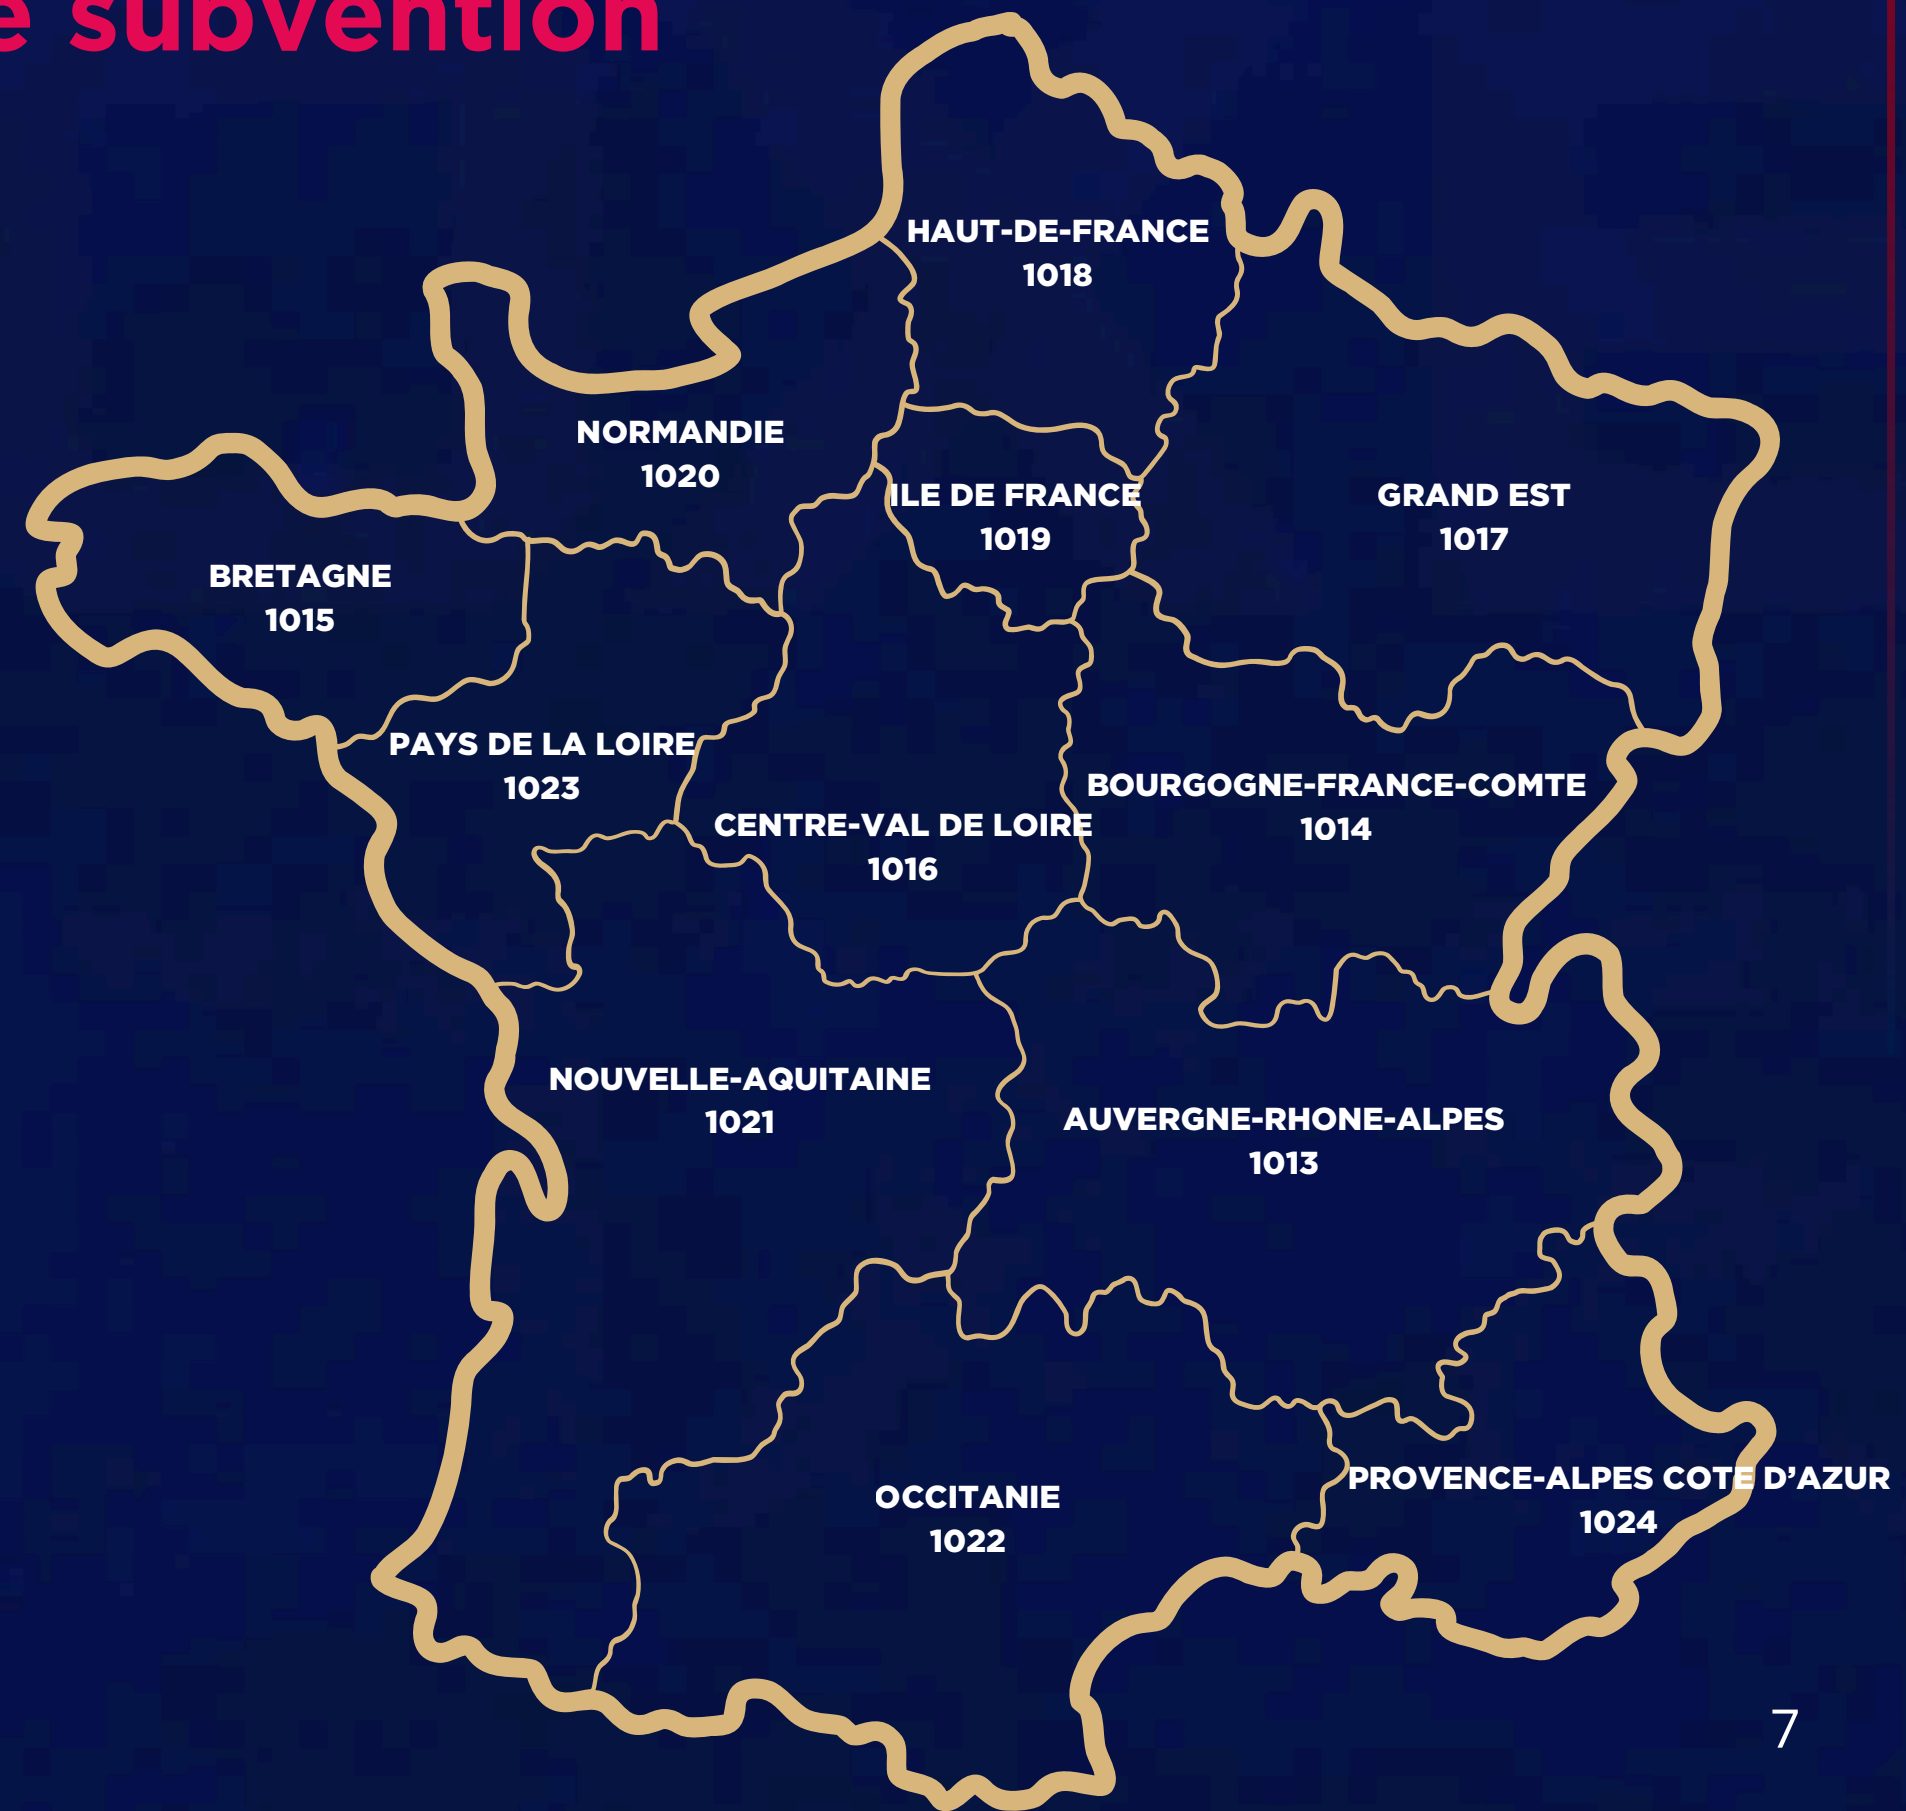 e subvention
HAUT-DE-FRANCE
1018
NORMANDIE
1020
ILE DE FRANCE
1019
GRAND EST
1017
BRETAGNE
1015
PAYS DE LA LOIRE
1023
BOURGOGNE-FRANCE-COMTE
1014
CENTRE-VAL DE LOIRE
1016
NOUVELLE-AQUITAINE
1021
AUVERGNE-RHONE-ALPES
1013
PROVENCE-ALPES COTE D’AZUR
1024
OCCITANIE
1022
7